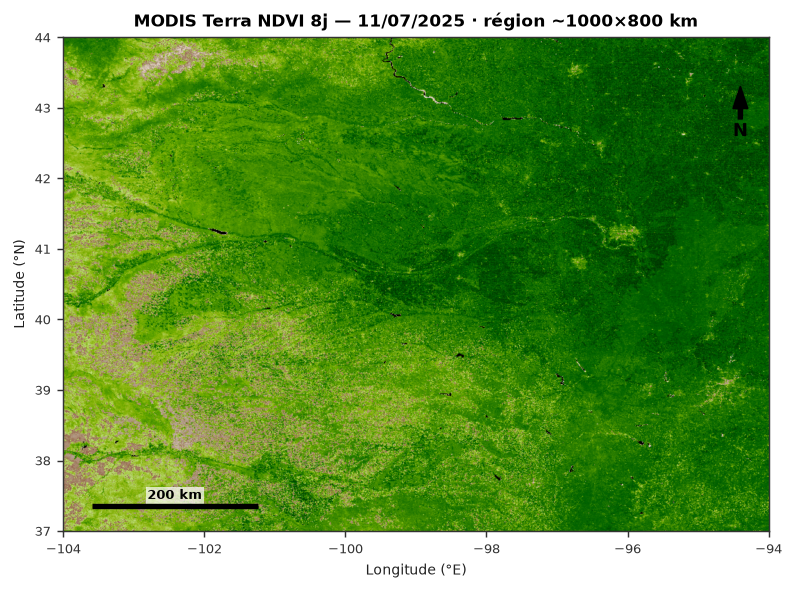 MODIS Terra NDVI 8j — 11/07/2025 · région ~1000×800 km
44
43
42
41
40
39
38
37
Latitude (°N)
N
200 km
−104
−102
−100
−98
−96
−94
Longitude (°E)